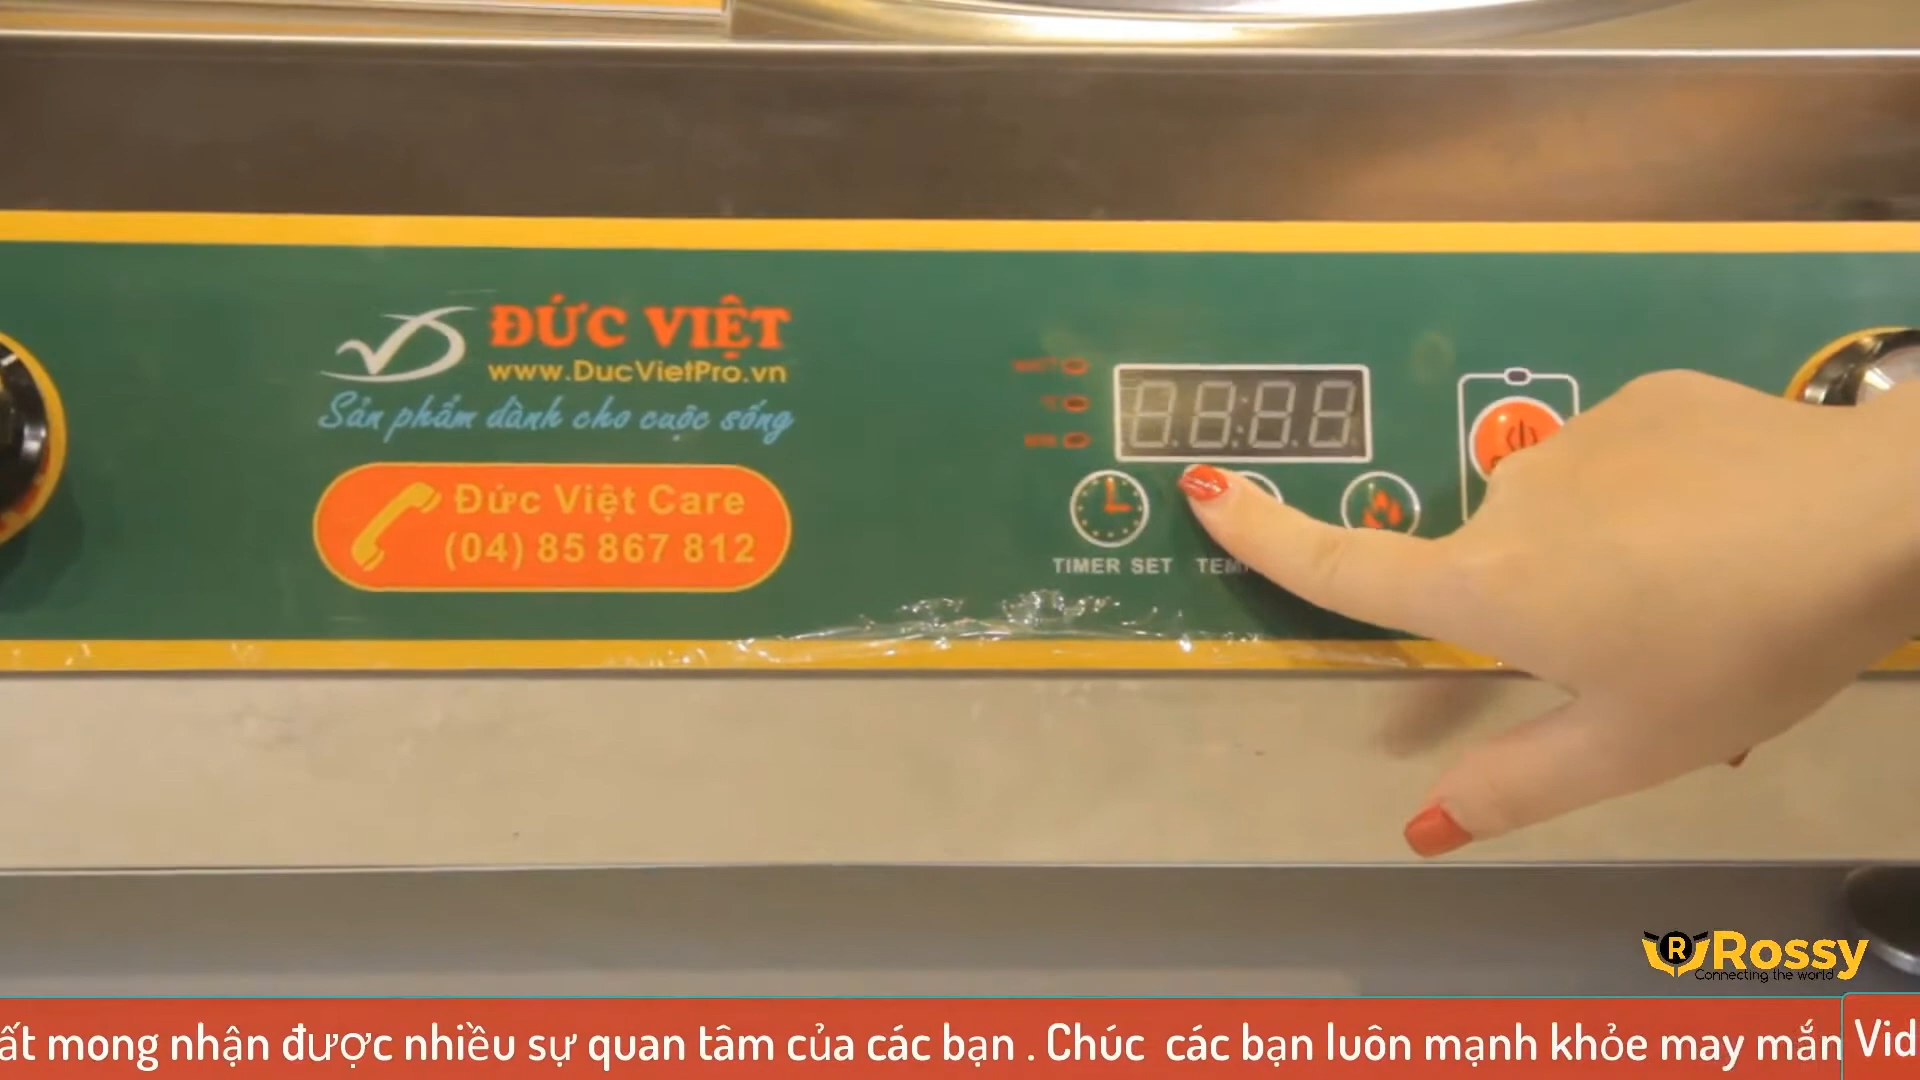 ĐỨC VIỆT
www.DucVietPro.vn
Sản phẩm dành cho cuộc sống
Đức Việt Care
(04) 85 867 812
TIMER SET
Rossy
Connecting the world
ất mong nhận được nhiều sự quan tâm của các bạn . Chúc các bạn luôn mạnh khỏe may mắn
Vid